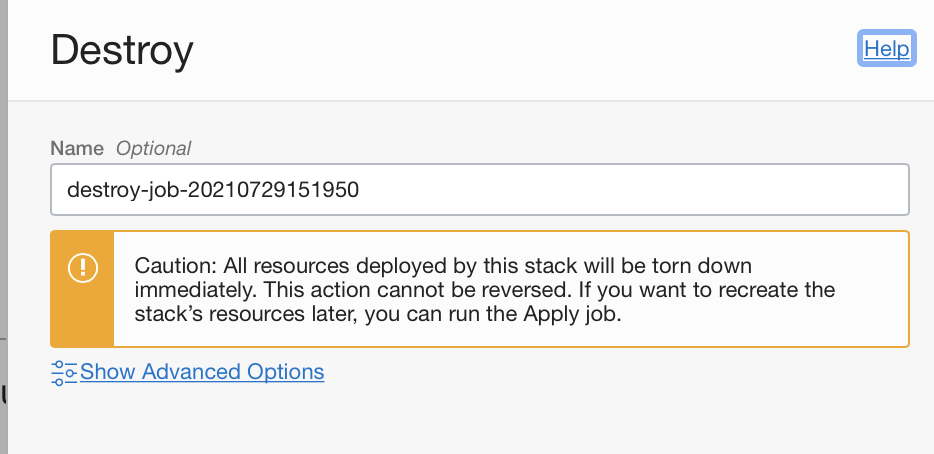 Destroy
Help
Name Optional
destroy-job-20210729151950
Caution: All resources deployed by this stack will be torn down
immediately. This action cannot be reversed. If you want to recreate the
stack’s resources later, you can run the Apply job.
Show Advanced Options